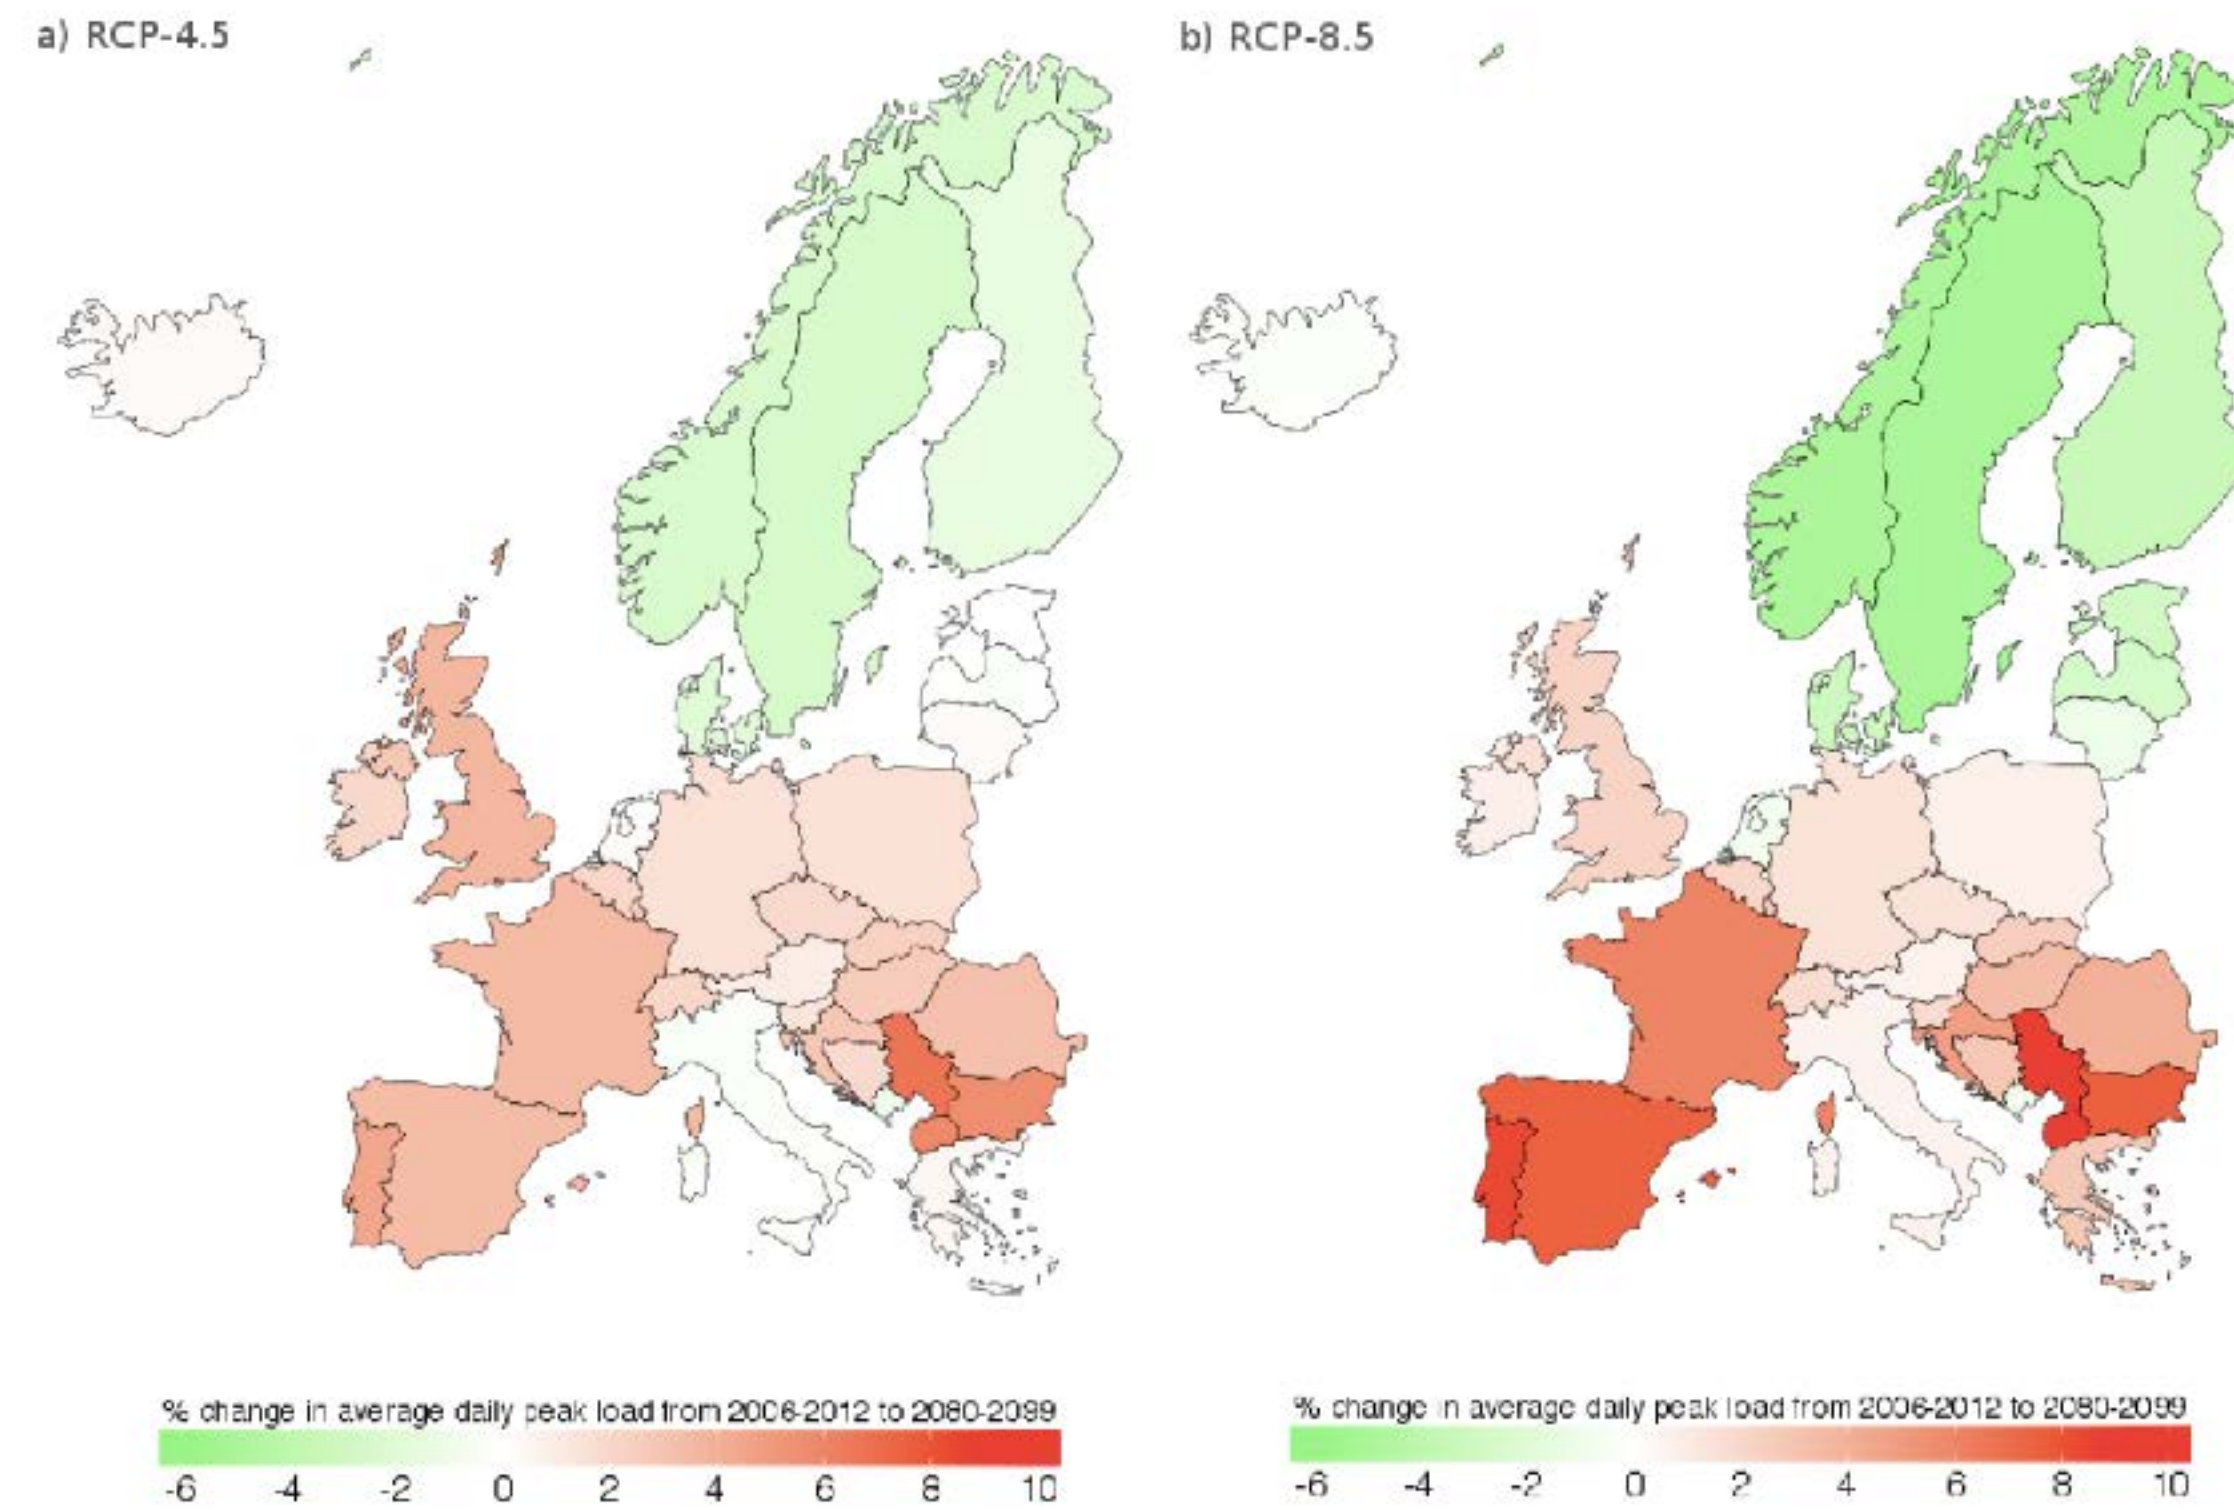 a) RCP-4.5
b) RCP-8.5
% change in average daily peak load from 2006-2012 to 2080-2099
-6 -4 -2 0 2 4 6 8 10
% change in average daily peak load from 2006-2012 to 2080-2099
-6 -4 -2 0 2 4 6 8 10